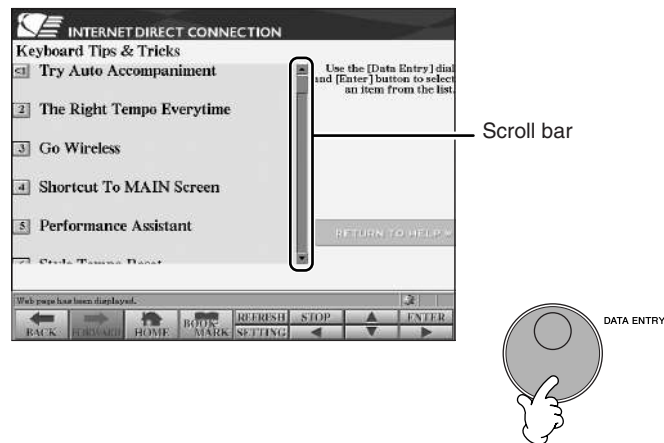 INTERNET DIRECT CONNECTION
Keyboard Tips & Tricks
1 Try Auto Accompaniment
2 The Right Tempo Everytime
3 Go Wireless
4 Shortcut To MAIN Screen
5 Performance Assistant
Style Tempo Reset
Use the [Data Entry] dial
and [Enter] button to select
an item from the list.
RETURN TO HELP
Scroll bar
Web page has been displayed.
BACK FORWARD HOME BOOK-MARK REFRESH STOP ENTER
SETTING
DATA ENTRY